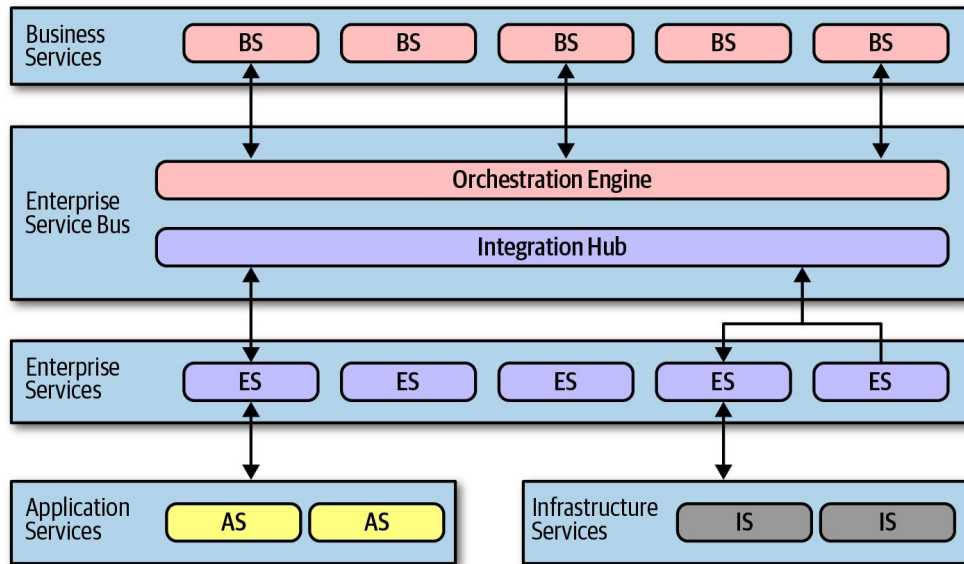 Business
Services
BS BS BS BS BS
Enterprise
Service Bus
Orchestration Engine
Integration Hub
Enterprise
Services
ES ES ES ES ES
Application
Services
AS AS
Infrastructure
Services
IS IS